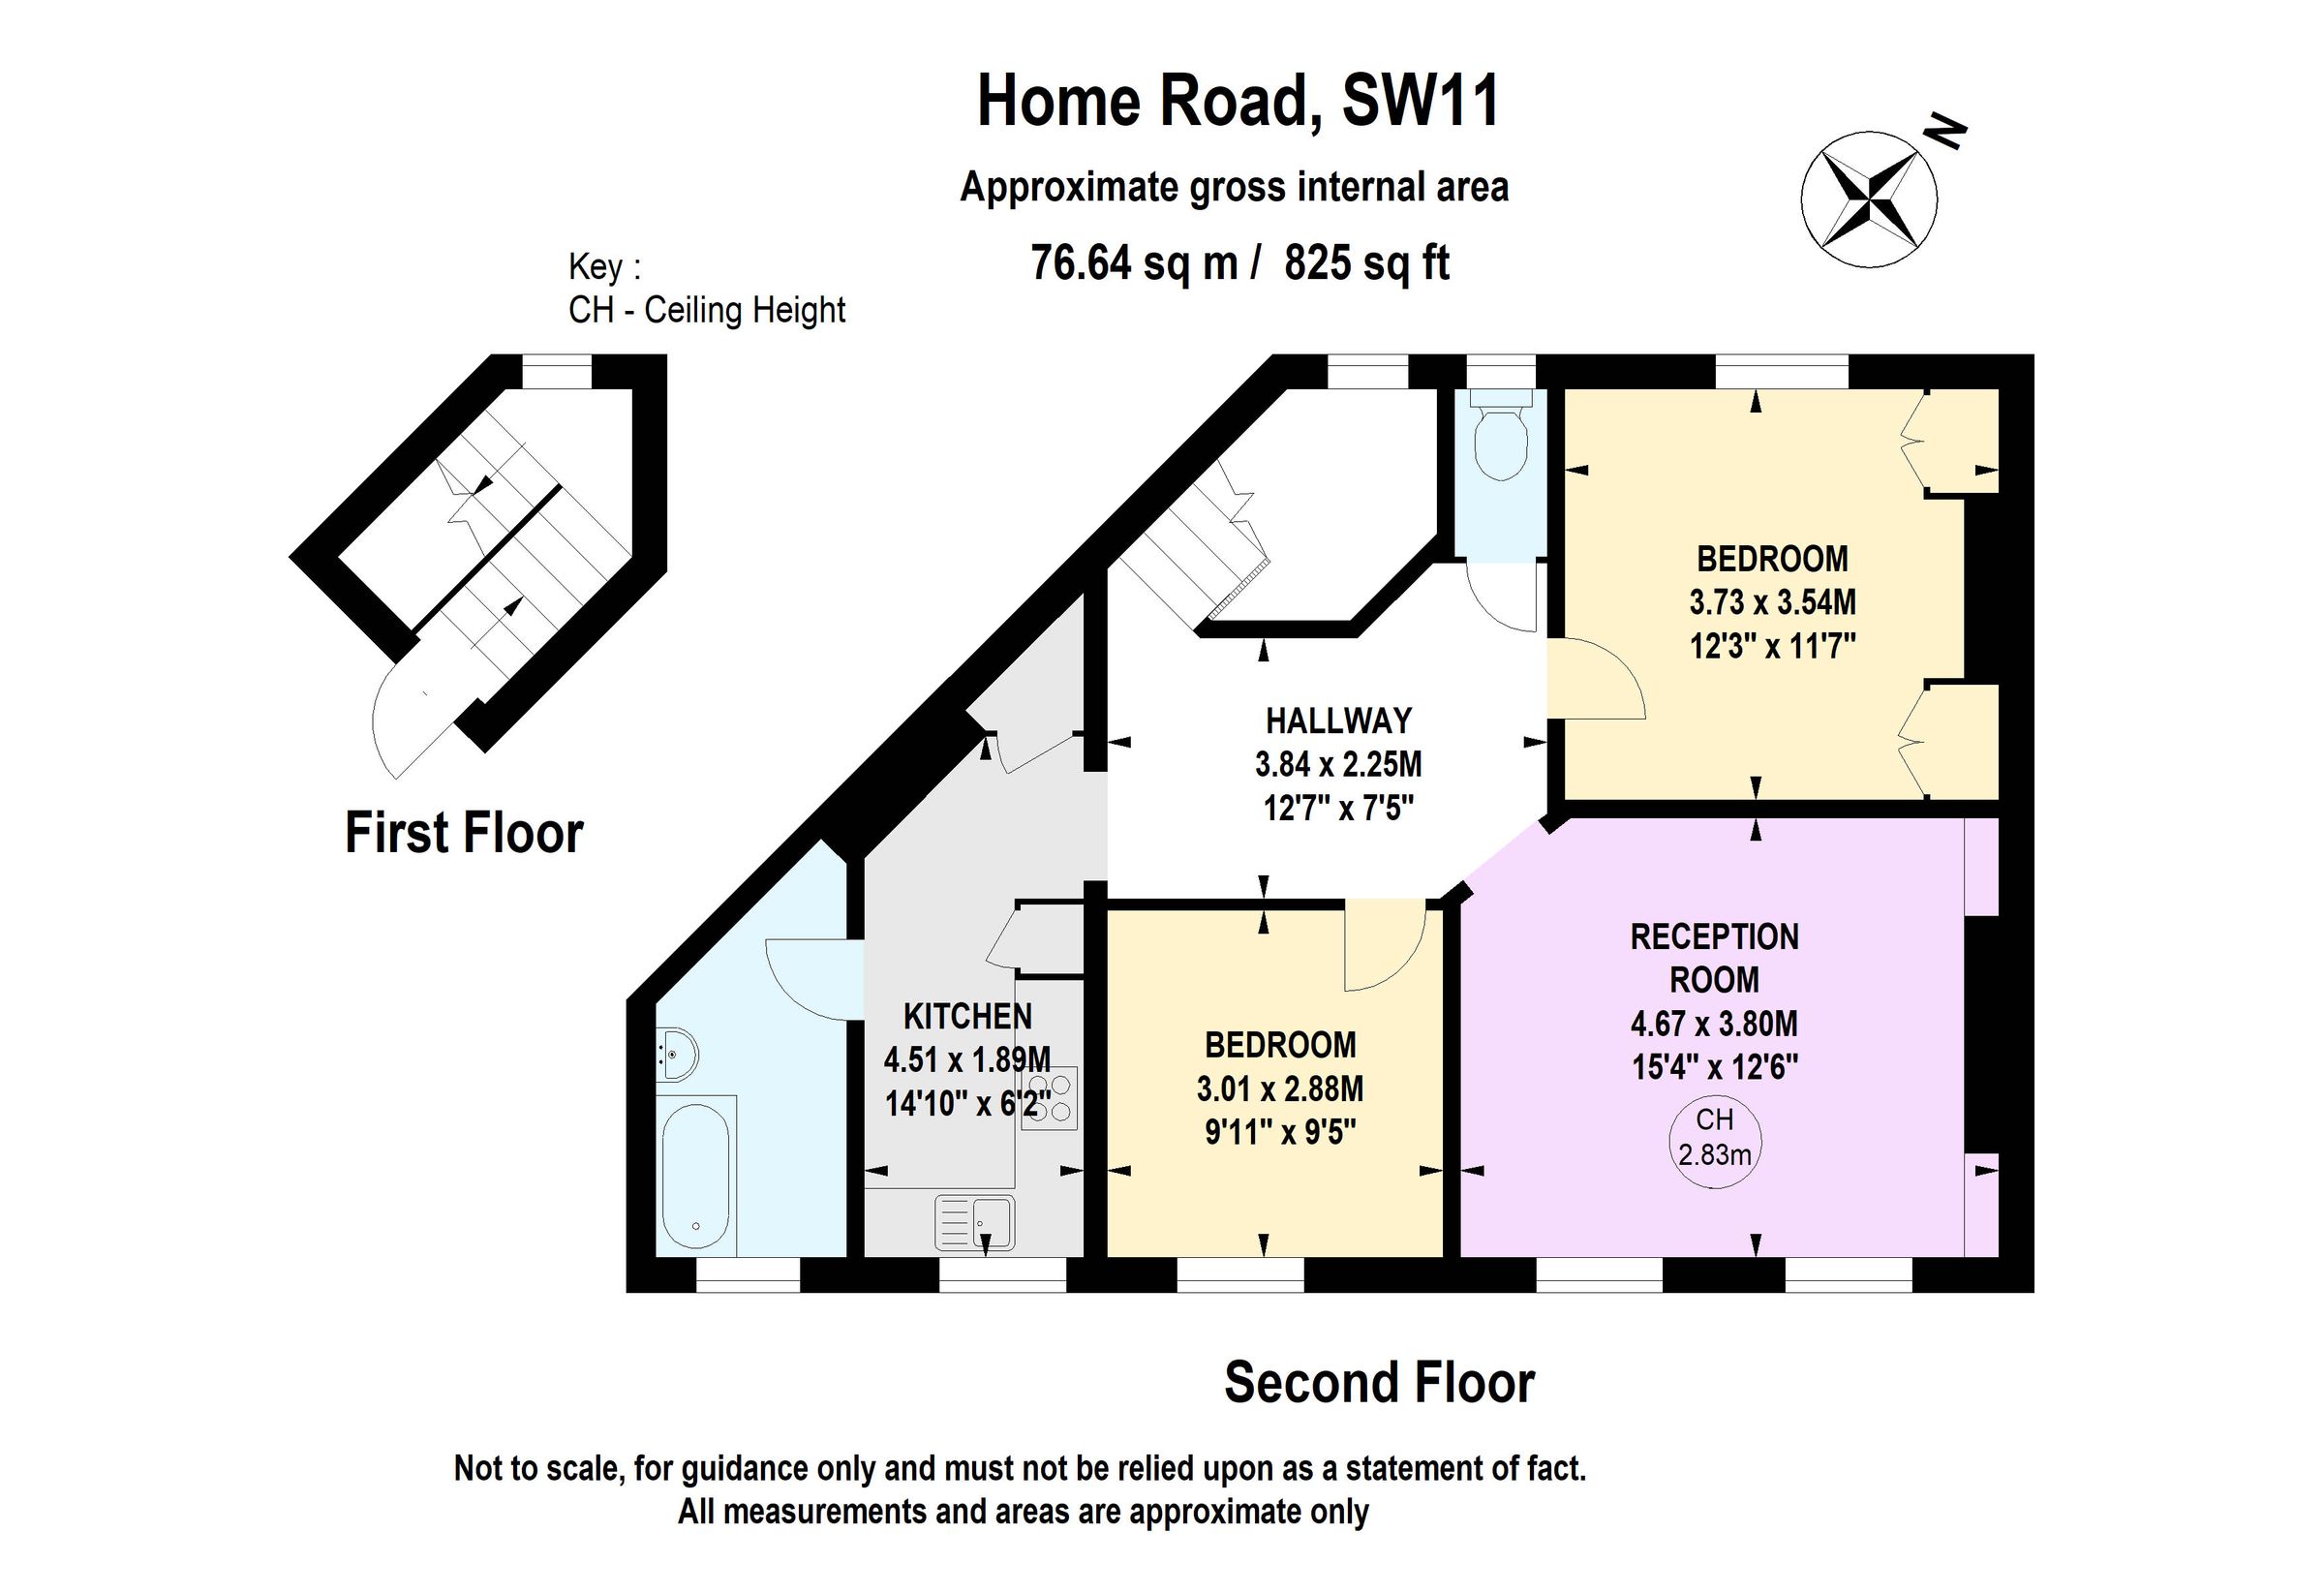 Home Road, SW11
N
Approximate gross internal area
76.64 sq m / 825 sq ft
Key :
CH - Ceiling Height
First Floor
BEDROOM
3.73 x 3.54M
12'3" x 11'7"
HALLWAY
3.84 x 2.25M
12'7" x 7'5"
RECEPTION
ROOM
4.67 x 3.80M
15'4" x 12'6"
CH
2.83m
KITCHEN
4.51 x 1.89M
14'10" x 6'2"
BEDROOM
3.01 x 2.88M
9'11" x 9'5"
Second Floor
Not to scale, for guidance only and must not be relied upon as a statement of fact.
All measurements and areas are approximate only